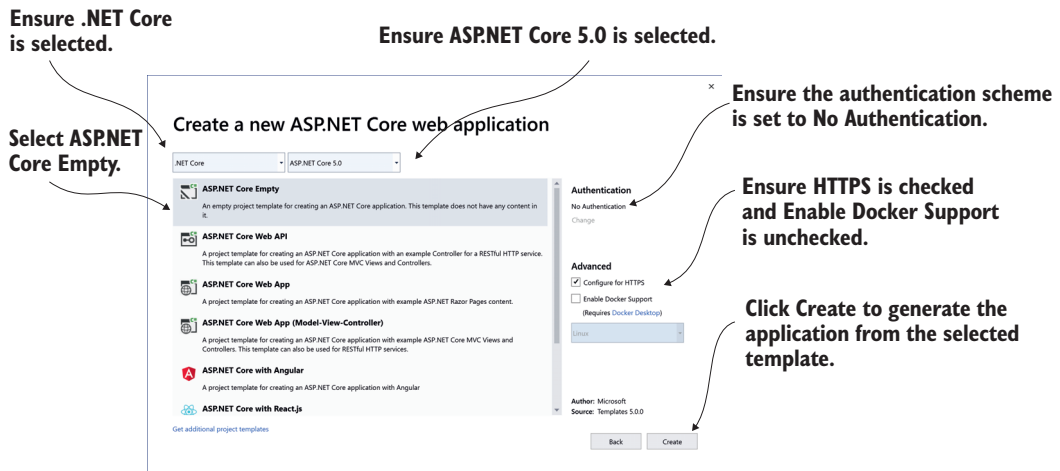 Ensure .NET Core
is selected.
Ensure ASP.NET Core 5.0 is selected.
Select ASP.NET
Core Empty.
Ensure the authentication scheme
is set to No Authentication.
Ensure HTTPS is checked
and Enable Docker Support
is unchecked.
Click Create to generate the
application from the selected
template.
×
Create a new ASP.NET Core web application
.NET Core
ASP.NET Core 5.0
ASP.NET Core Empty
An empty project template for creating an ASP.NET Core application. This template does not have any content in
it.
ASP.NET Core Web API
A project template for creating an ASP.NET Core application with an example Controller for a RESTful HTTP service.
This template can also be used for ASP.NET Core MVC Views and Controllers.
ASP.NET Core Web App
A project template for creating an ASP.NET Core application with example ASP.NET Razor Pages content.
ASP.NET Core Web App (Model-View-Controller)
A project template for creating an ASP.NET Core application with example ASP.NET Core MVC Views and
Controllers. This template can also be used for RESTful HTTP services.
ASP.NET Core with Angular
A project template for creating an ASP.NET Core application with Angular
ASP.NET Core with React.js
Get additional project templates
Authentication
No Authentication
Change
Advanced
Configure for HTTPS
Enable Docker Support
(Requires Docker Desktop)
Linux
Author: Microsoft
Source: Templates 5.0.0
Back
Create